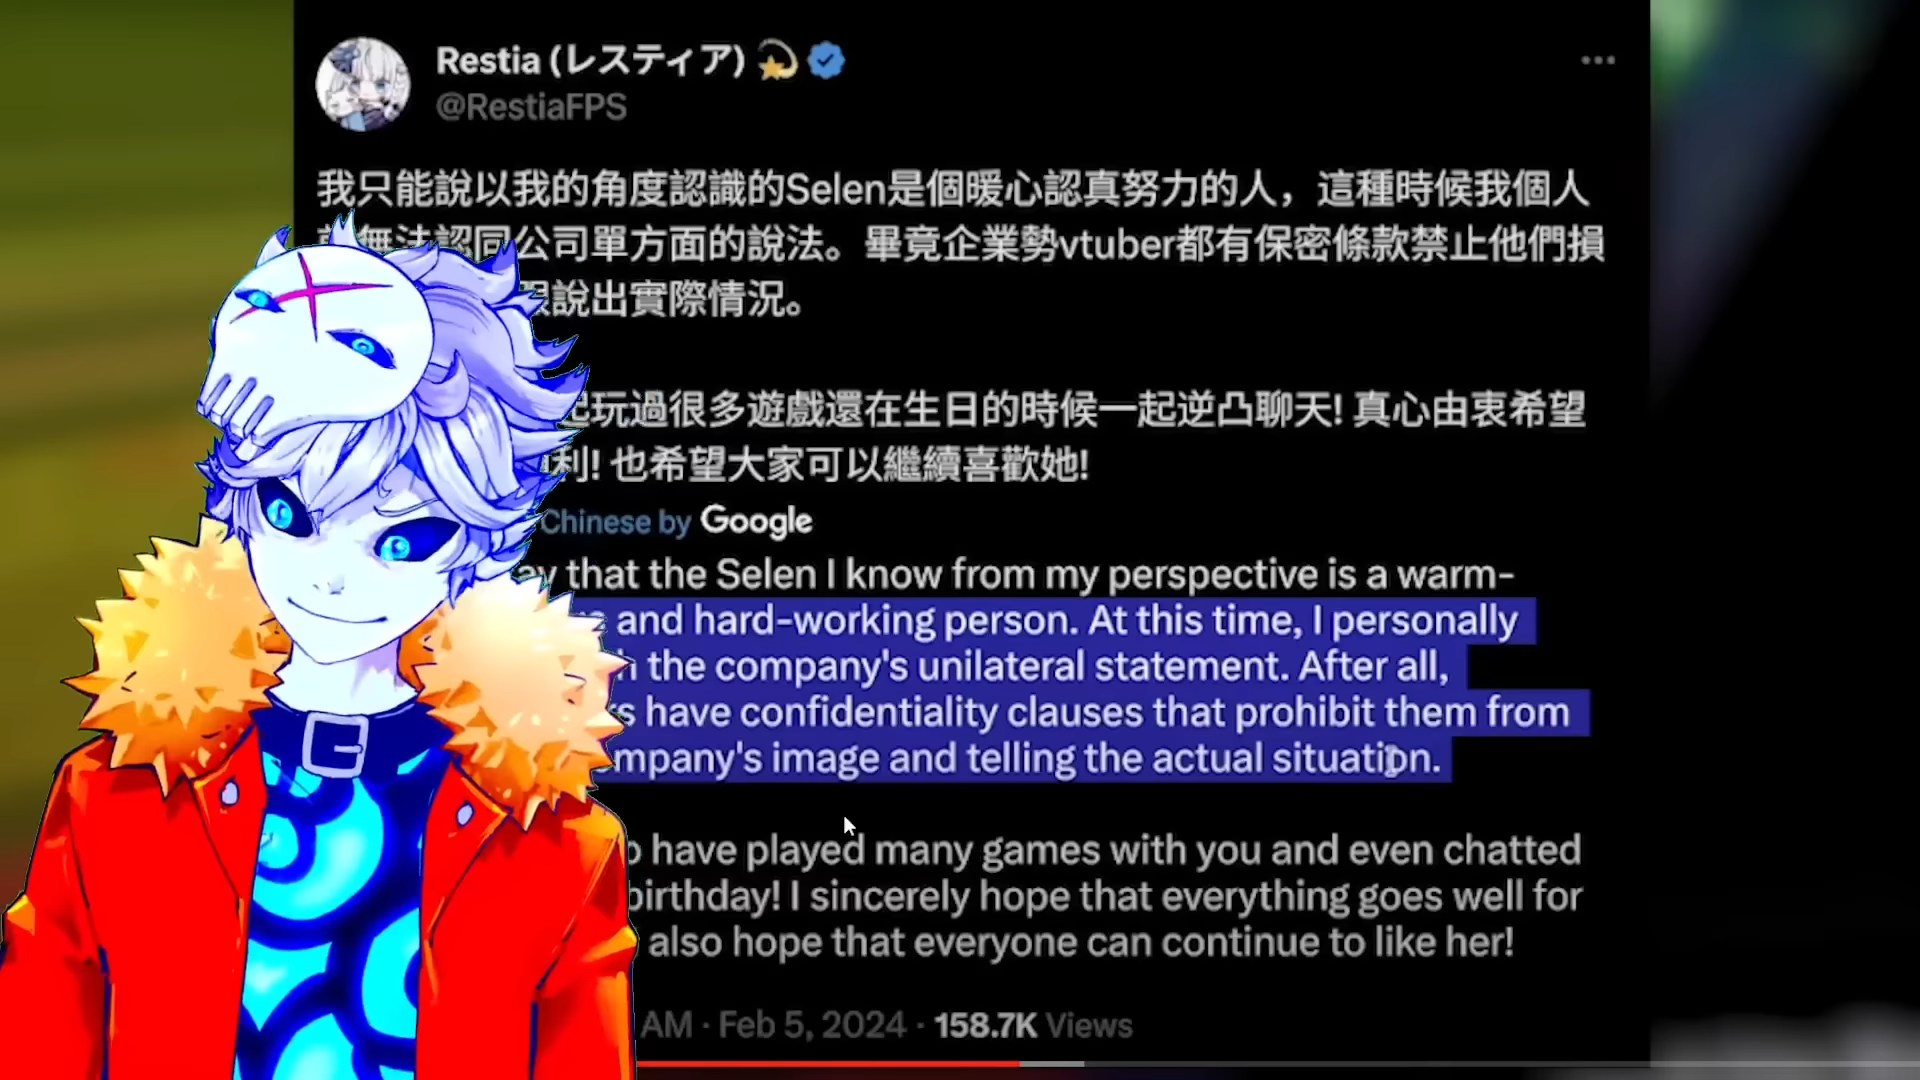 Restia (レスティア)
@RestiaFPS
我只能說以我的角度認識的Selen是個暖心認真努力的人，這種時候我個人
無法認同公司單方面的說法。畢竟企業勢vtuber都有保密條款禁止他們損
說出實際情況。
玩過很多遊戲還在生日的時候一起逆凸聊天! 真心由衷希望
利! 也希望大家可以繼續喜歡她!
Chinese by Google
that the Selen I know from my perspective is a warm-
and hard-working person. At this time, I personally
the company's unilateral statement. After all,
have confidentiality clauses that prohibit them from
company's image and telling the actual situation.
have played many games with you and even chatted
birthday! I sincerely hope that everything goes well for
also hope that everyone can continue to like her!
AM · Feb 5, 2024 · 158.7K Views